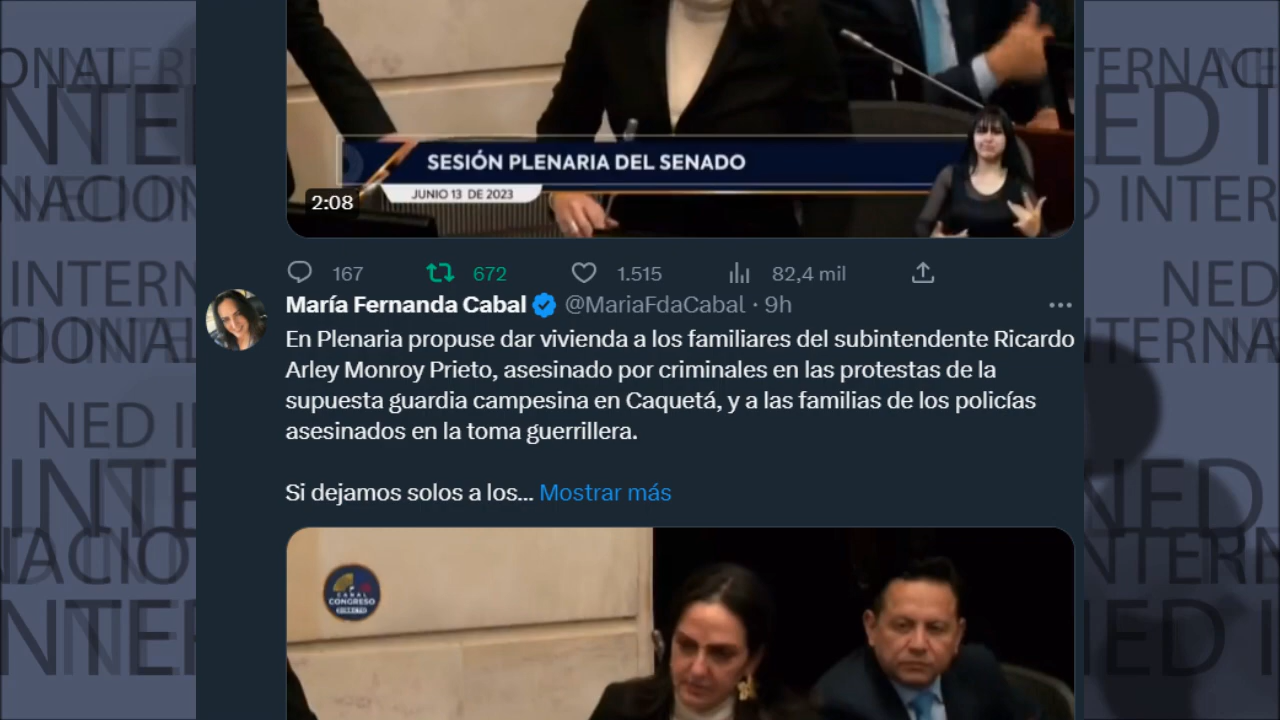 SESIÓN PLENARIA DEL SENADO
JUNIO 13 DE 2023
2:08
167 672 1.515 82,4 mil
María Fernanda Cabal @MariaFdaCabal · 9h
En Plenaria propuse dar vivienda a los familiares del subintendente Ricardo
Arley Monroy Prieto, asesinado por criminales en las protestas de la
supuesta guardia campesina en Caquetá, y a las familias de los policías
asesinados en la toma guerrillera.
Si dejamos solos a los... Mostrar más
CANAL
CONGRESO